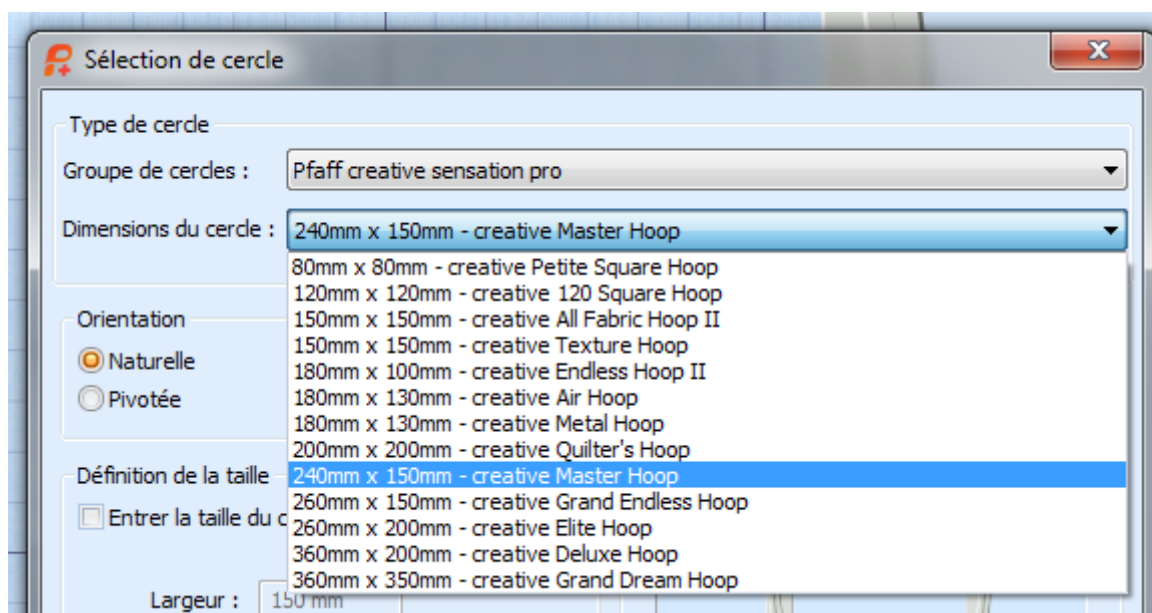 Sélection de cercle
Type de cercle
Groupe de cercles : Pfaff creative sensation pro
Dimensions du cercle : 240mm x 150mm - creative Master Hoop
80mm x 80mm - creative Petite Square Hoop
120mm x 120mm - creative 120 Square Hoop
150mm x 150mm - creative All Fabric Hoop II
150mm x 150mm - creative Texture Hoop
180mm x 100mm - creative Endless Hoop II
Orientation
Naturelle
Pivotée
180mm x 130mm - creative Air Hoop
180mm x 130mm - creative Metal Hoop
200mm x 200mm - creative Quilter's Hoop
240mm x 150mm - creative Master Hoop
260mm x 150mm - creative Grand Endless Hoop
260mm x 200mm - creative Elite Hoop
360mm x 200mm - creative Deluxe Hoop
360mm x 350mm - creative Grand Dream Hoop
Définition de la taille
Entrer la taille du c
Largeur : 150 mm